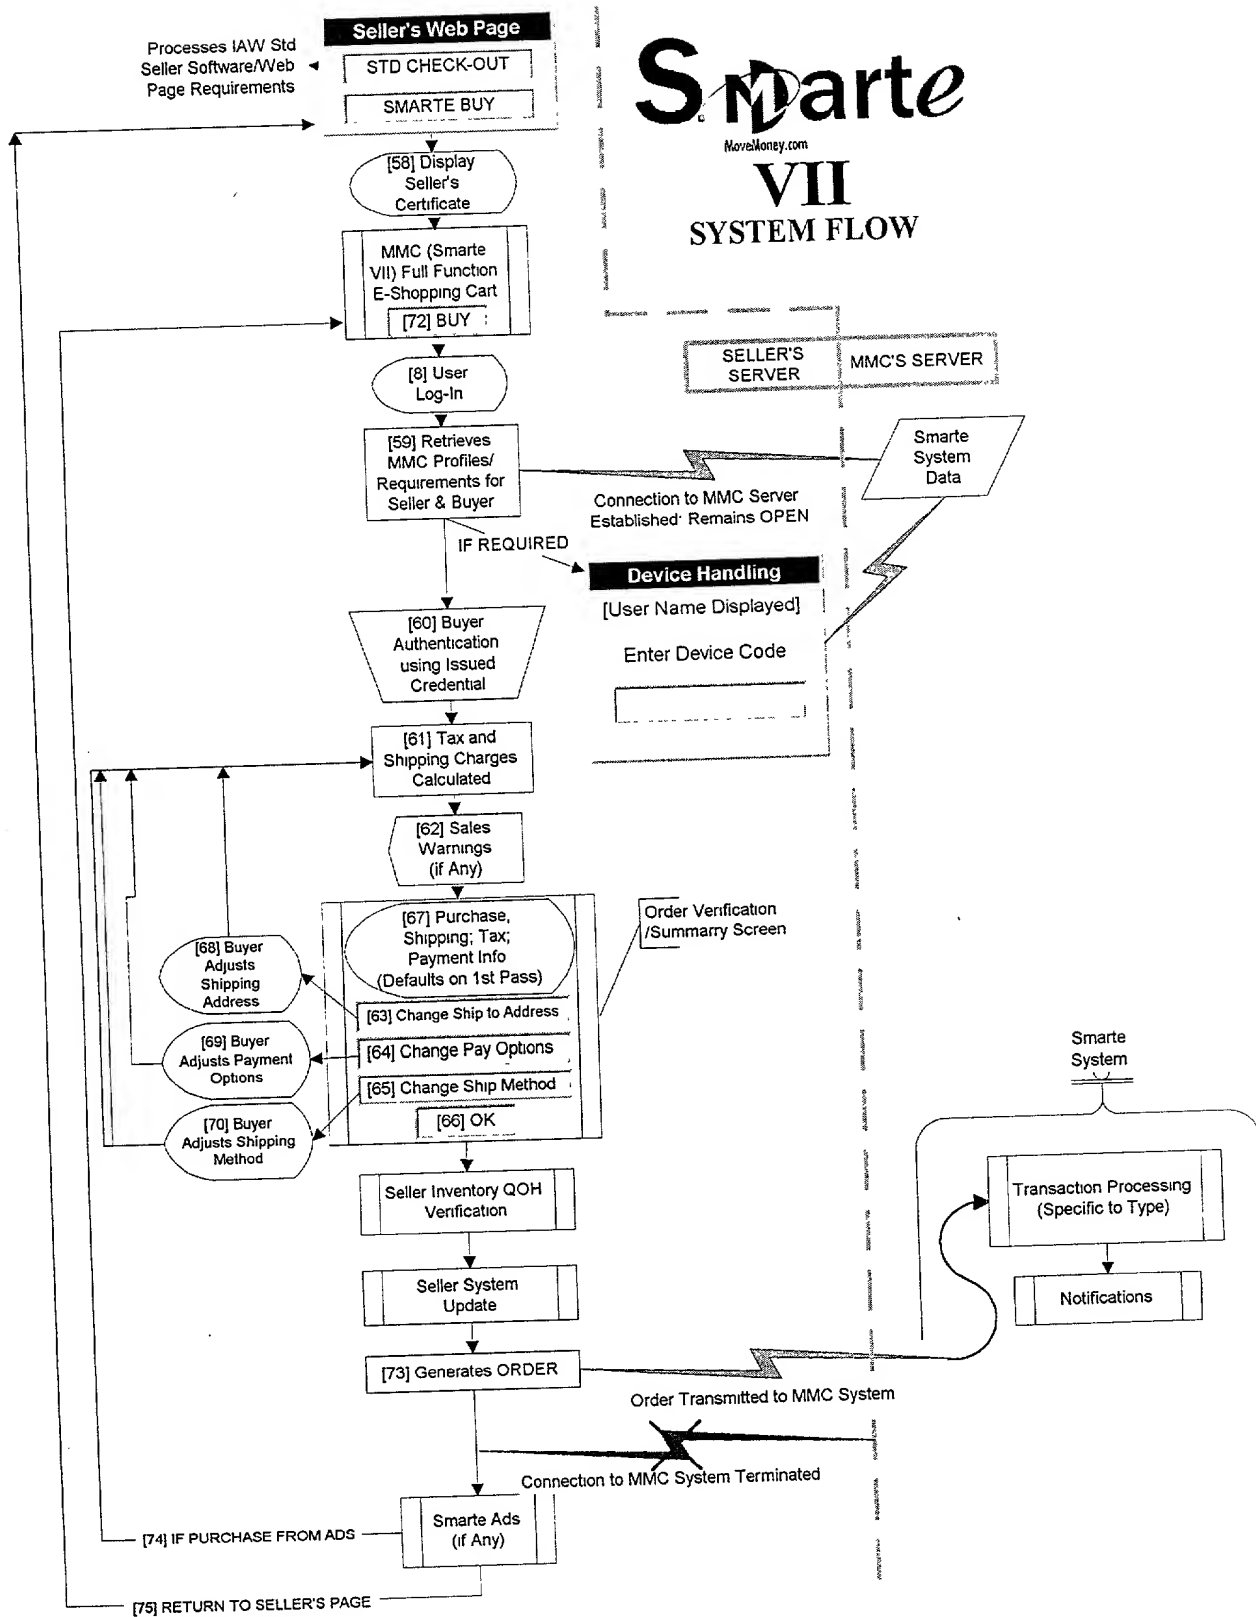 Seller's Web Page
Processes IAW Std
Seller Software/Web
Page Requirements
STD CHECK-OUT
SMARTE BUY
Smarte
MoveMoney.com
VII
SYSTEM FLOW
[58] Display
Seller's
Certificate
MMC (Smarte
VII) Full Function
E-Shopping Cart
[72] BUY
SELLER'S
SERVER
MMC'S SERVER
[8] User
Log-In
[59] Retrieves
MMC Profiles/
Requirements for
Seller & Buyer
Smarte
System
Data
Connection to MMC Server
Established: Remains OPEN
IF REQUIRED
Device Handling
[User Name Displayed]
Enter Device Code
[60] Buyer
Authentication
using Issued
Credential
[61] Tax and
Shipping Charges
Calculated
[62] Sales
Warnings
(if Any)
[67] Purchase,
Shipping; Tax;
Payment Info
(Defaults on 1st Pass)
Order Verification
/Summarry Screen
[68] Buyer
Adjusts
Shipping
Address
[63] Change Ship to Address
[69] Buyer
Adjusts Payment
Options
[64] Change Pay Options
[65] Change Ship Method
[66] OK
[70] Buyer
Adjusts Shipping
Method
Smarte
System
Seller Inventory QOH
Verification
Transaction Processing
(Specific to Type)
Seller System
Update
Notifications
[73] Generates ORDER
Order Transmitted to MMC System
Connection to MMC System Terminated
Smarte Ads
(if Any)
[74] IF PURCHASE FROM ADS
[75] RETURN TO SELLER'S PAGE